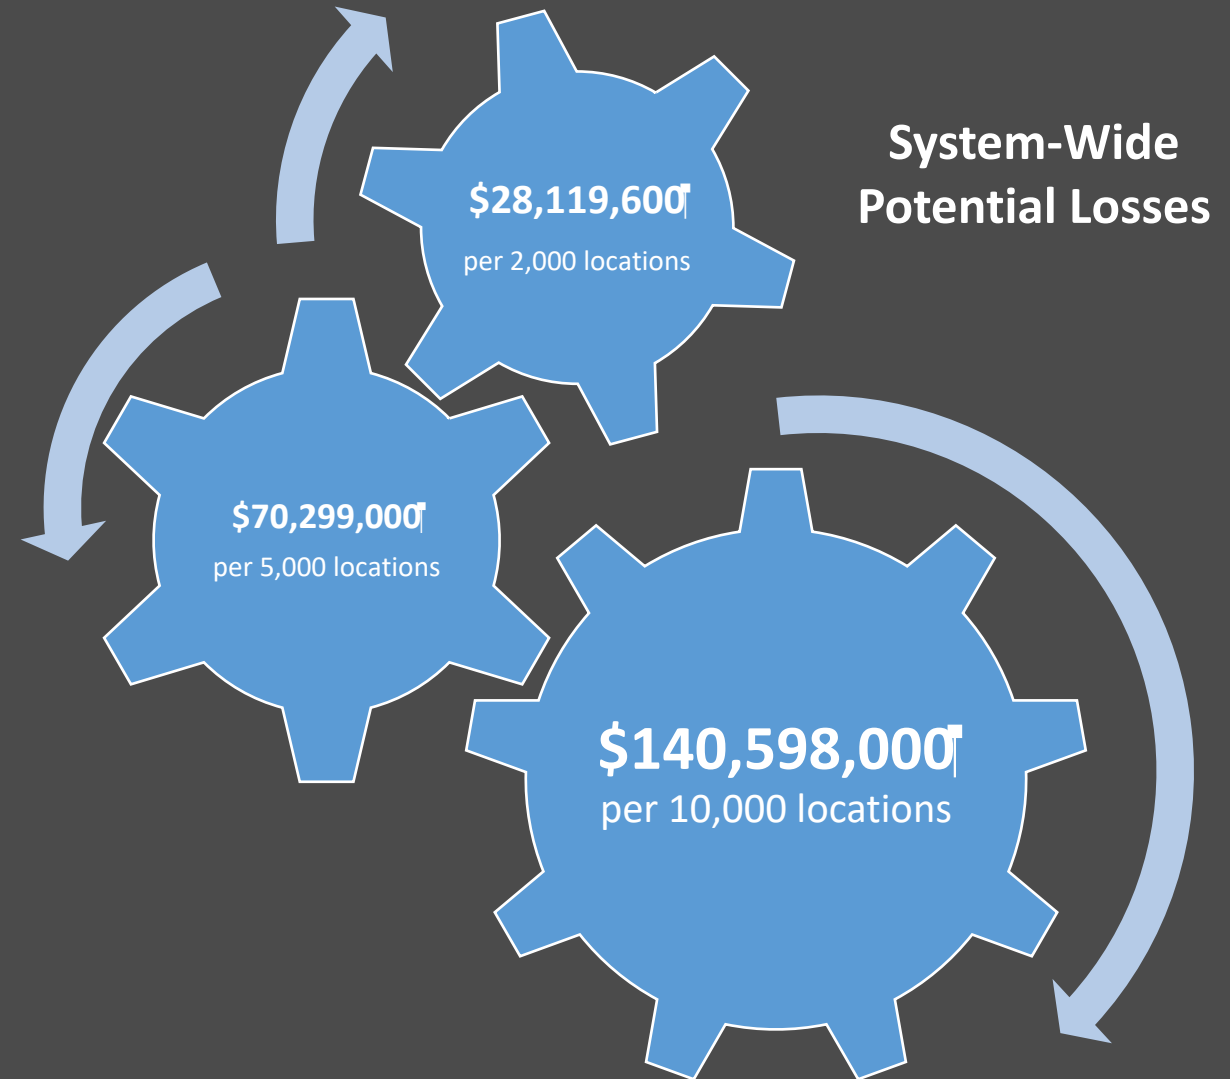 System-Wide
Potential Losses
$28,119,600
per 2,000 locations
$70,299,000
per 5,000 locations
$140,598,000
per 10,000 locations